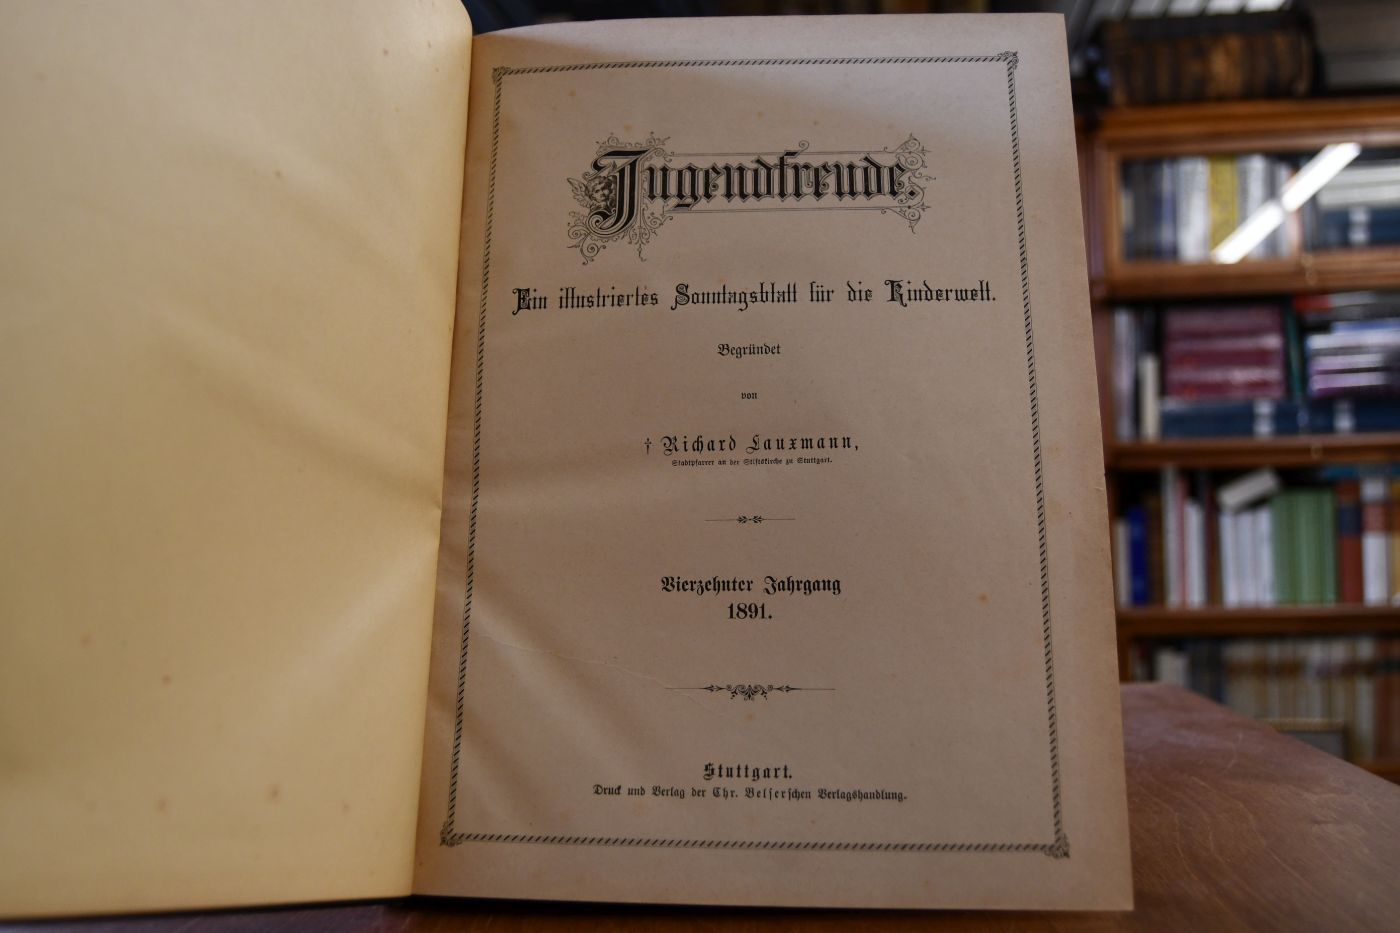 Jugendfreude.
Ein illustriertes Sonntagsblatt für die Kinderwelt.
Begründet
von
† Richard Lauxmann,
Stadtpfarrer an der Stiftskirche zu Stuttgart.
Vierzehnter Jahrgang
1891.
Stuttgart.
Druck und Verlag der Chr. Belserschen Verlagshandlung.